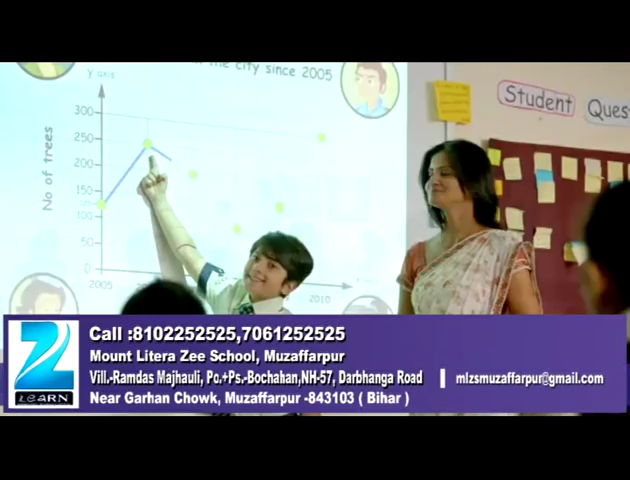 the city since 2005
y axis
300
250
200
150
100
50
0
No of trees
2005
2010
Student
Ques
Z
LEARN
Call :8102252525,7061252525
Mount Litera Zee School, Muzaffarpur
Vill.-Ramdas Majhauli, Po.+Ps.-Bochahan,NH-57, Darbhanga Road
mlzsmuzaffarpur@gmail.com
Near Garhan Chowk, Muzaffarpur -843103 ( Bihar )